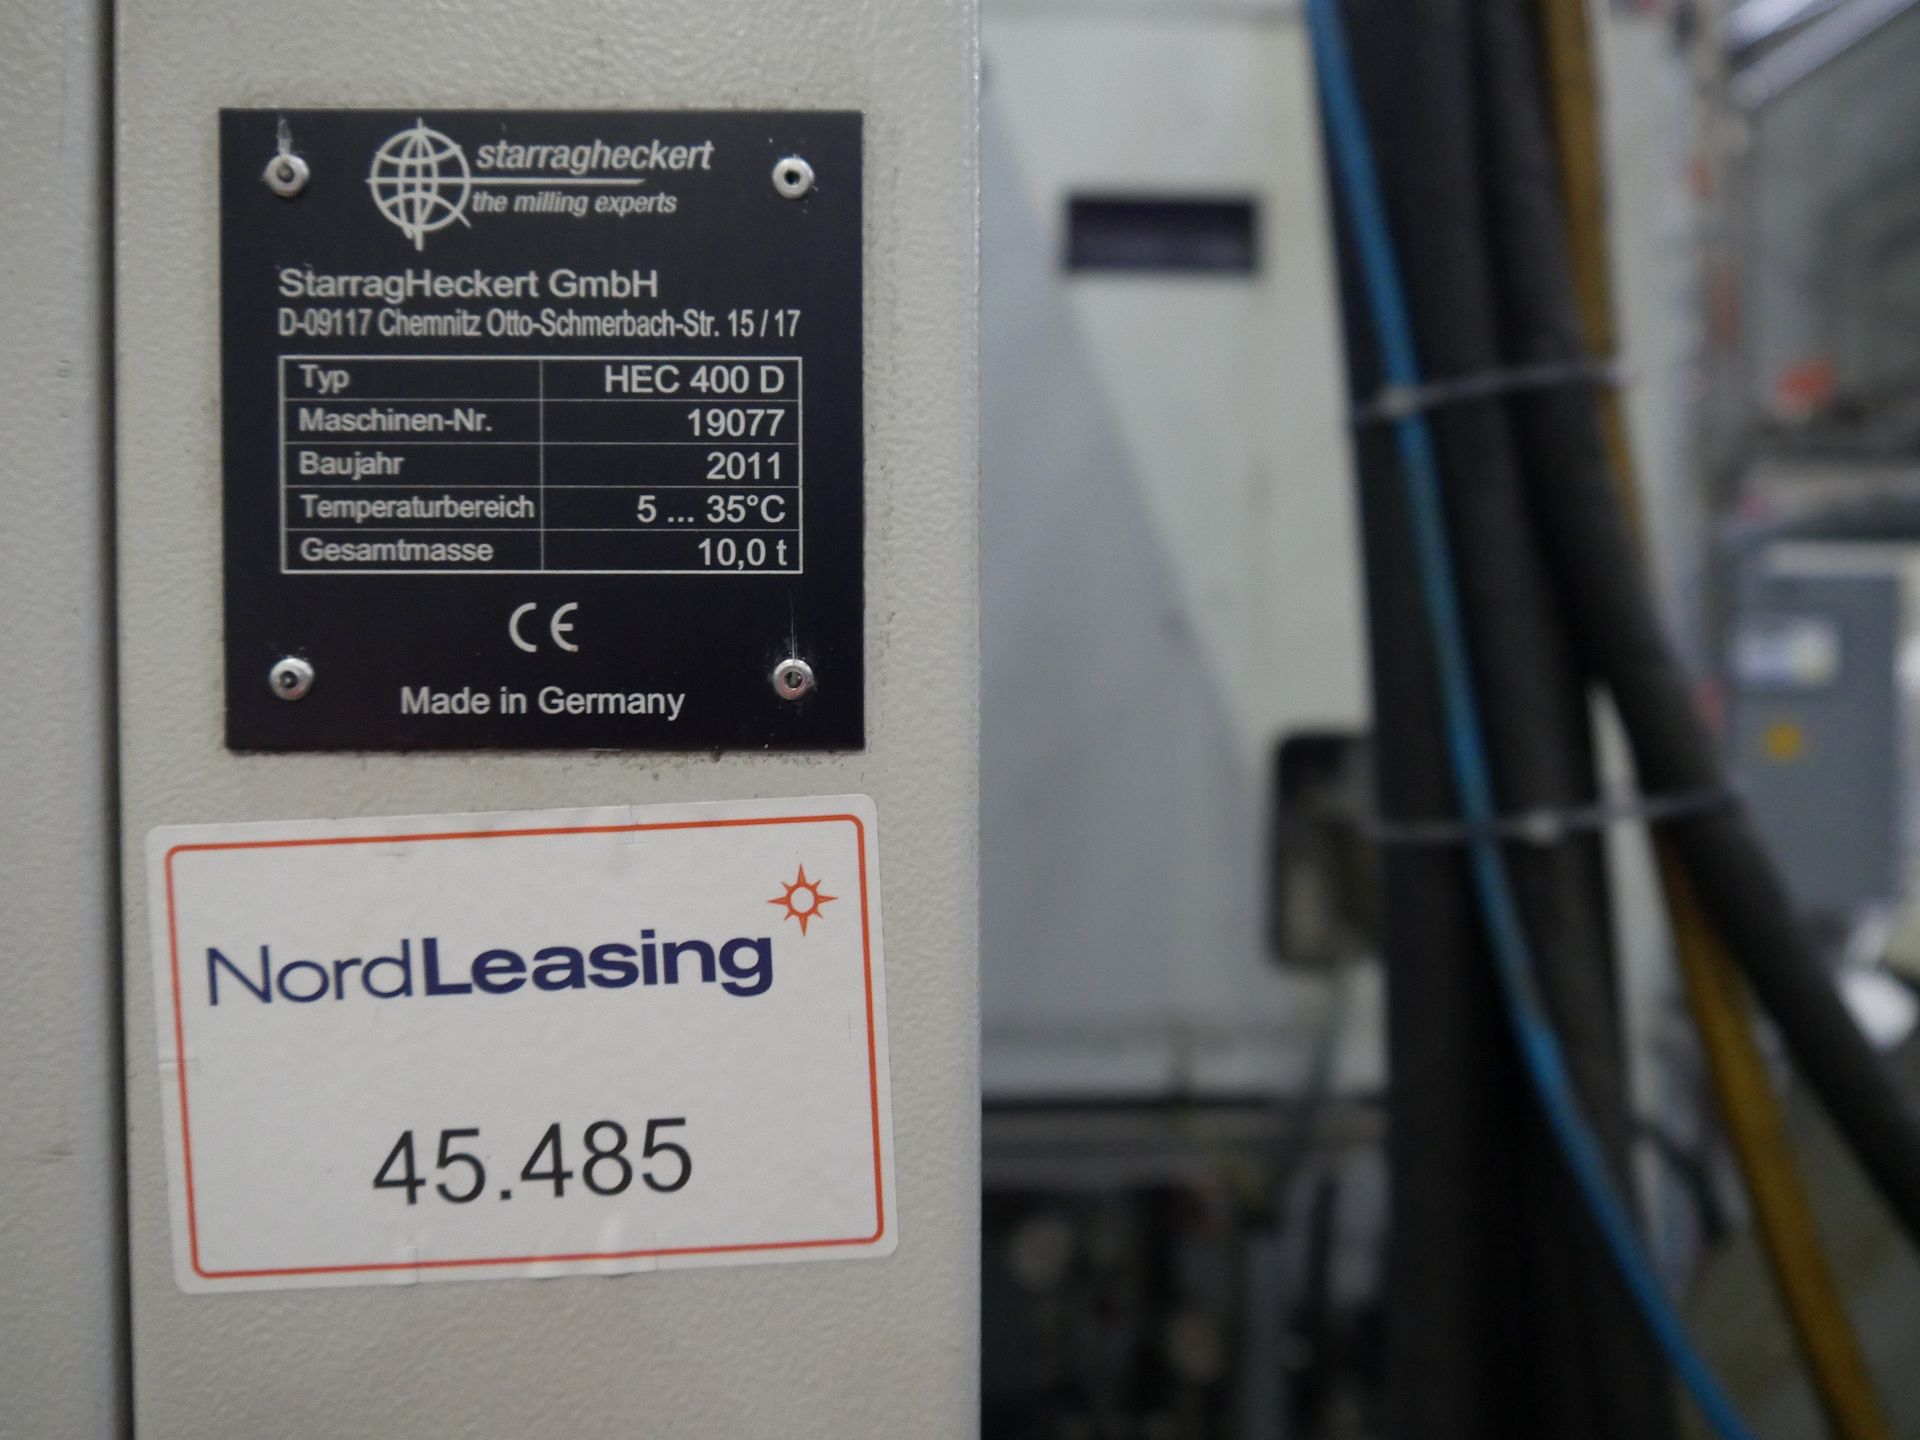 starragheckert
the milling experts
StarragHeckert GmbH
D-09117 Chemnitz Otto-Schmerbach-Str. 15 / 17
Typ HEC 400 D
Maschinen-Nr. 19077
Baujahr 2011
Temperaturbereich 5 ... 35°C
Gesamtmasse 10,0 t
CE
Made in Germany
NordLeasing
45.485